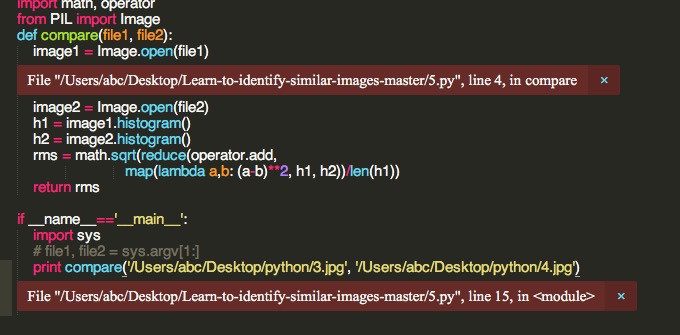 import math, operator
from PIL import Image
def compare(file1, file2):
image1 = Image.open(file1)
File "/Users/abc/Desktop/Learn-to-identify-similar-images-master/5.py", line 4, in compare ×
image2 = Image.open(file2)
h1 = image1.histogram()
h2 = image2.histogram()
rms = math.sqrt(reduce(operator.add,
map(lambda a,b: (a-b)**2, h1, h2))/len(h1))
return rms
if __name__=='__main__':
import sys
# file1, file2 = sys.argv[1:]
print compare('/Users/abc/Desktop/python/3.jpg', '/Users/abc/Desktop/python/4.jpg')
File "/Users/abc/Desktop/Learn-to-identify-similar-images-master/5.py", line 15, in <module> ×